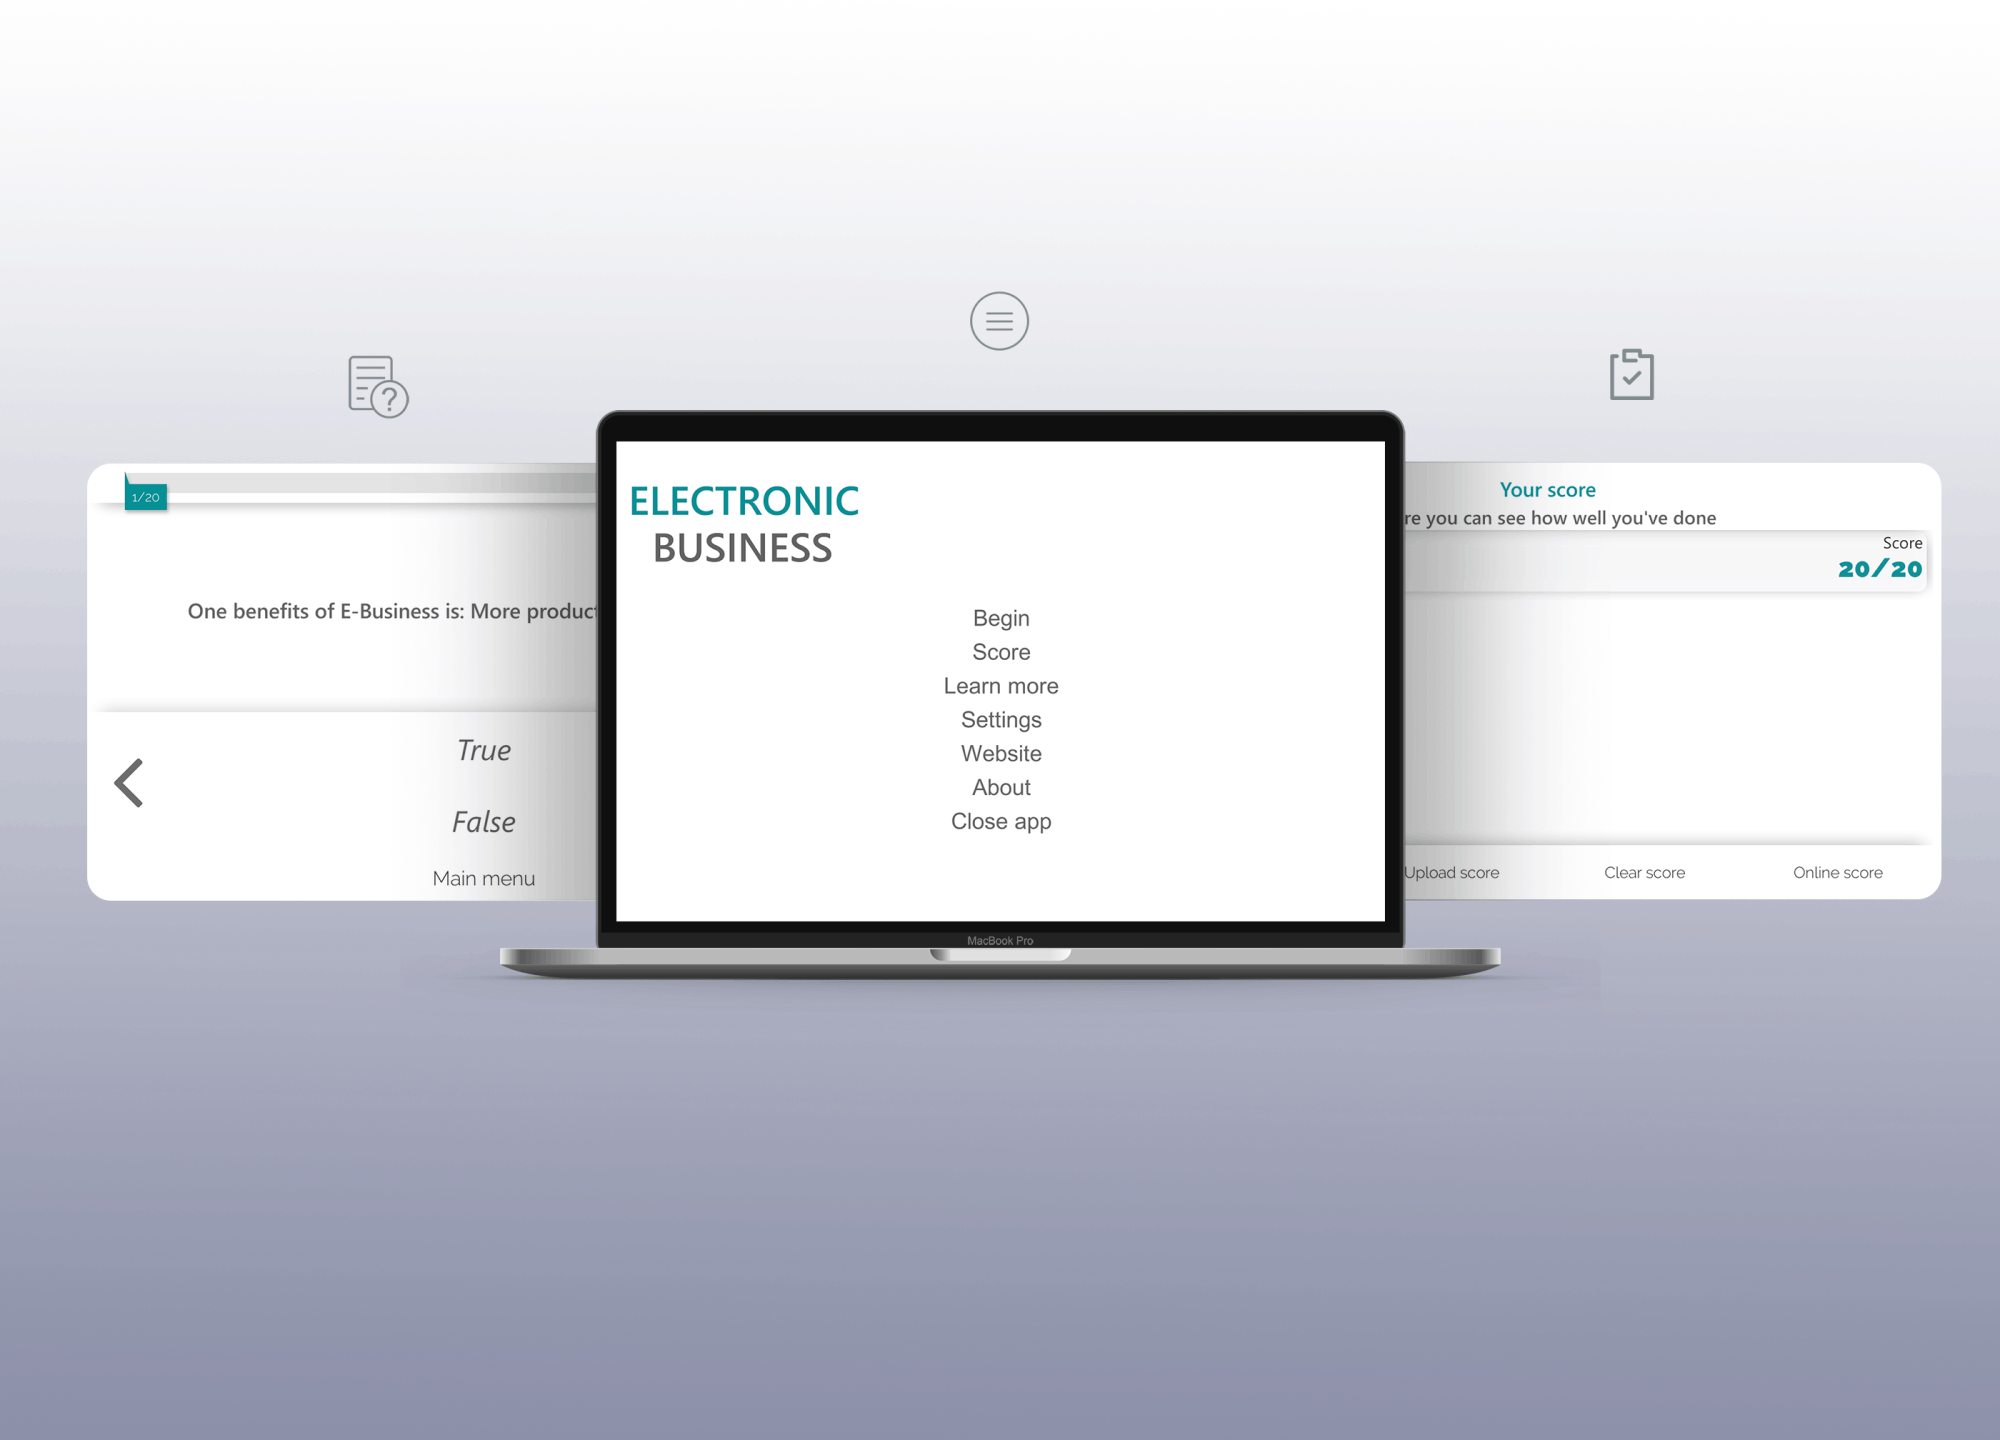 1/20
One benefits of E-Business is: More
True
False
Main menu
ELECTRONIC
BUSINESS
Begin
Score
Learn more
Settings
Website
About
Close app
MacBook Pro
Your score
you can see how well you've done
Score
20/20
Upload score
Clear score
Online score